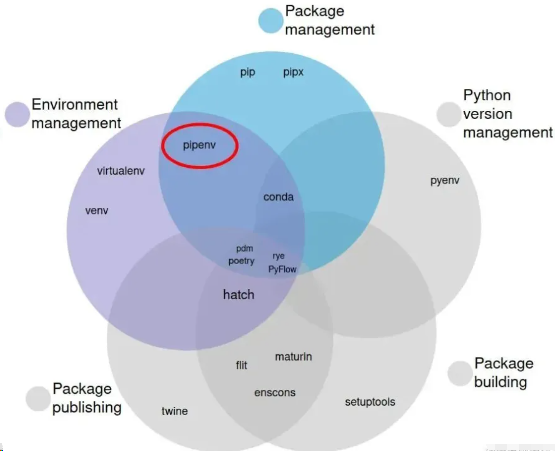 Package
management
Environment
management
Python
version
management
pip pipx
pipenv
virtualenv
venv
conda
pyenv
pdm
poetry
rye
PyFlow
hatch
flit
maturin
enscons
twine
setuptools
Package
publishing
Package
building